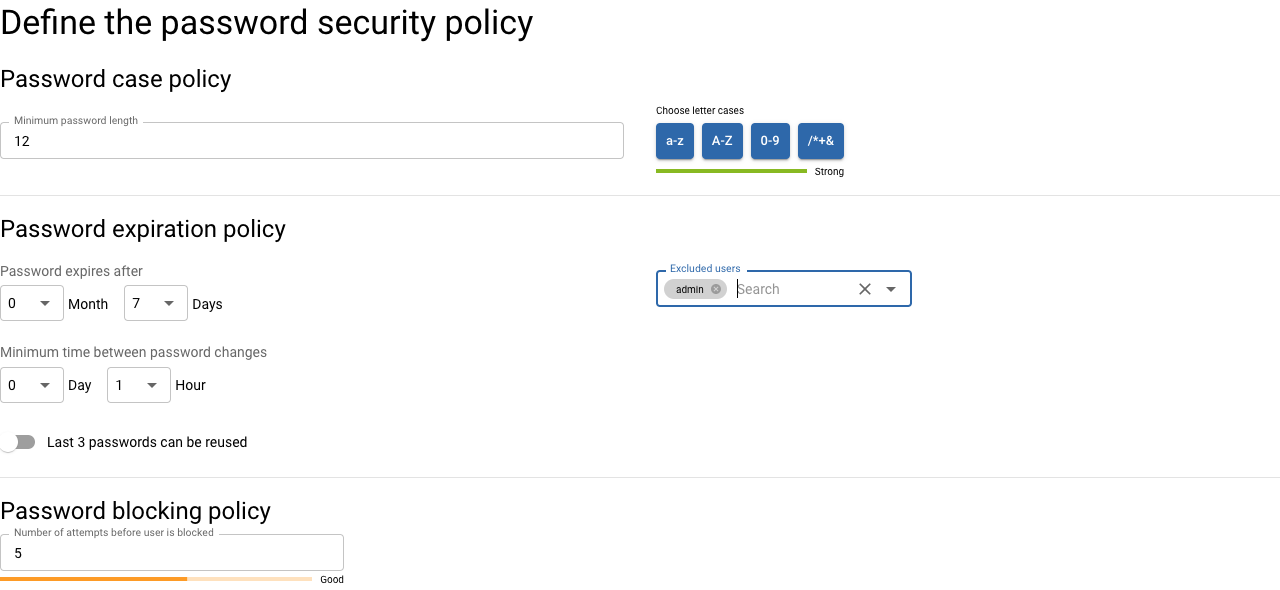 Define the password security policy
Password case policy
Minimum password length
12
Choose letter cases
a-z A-Z 0-9 /*+&
Strong
Password expiration policy
Password expires after
0 Month 7 Days
Excluded users
admin Search
Minimum time between password changes
0 Day 1 Hour
Last 3 passwords can be reused
Password blocking policy
Number of attempts before user is blocked
5
Good